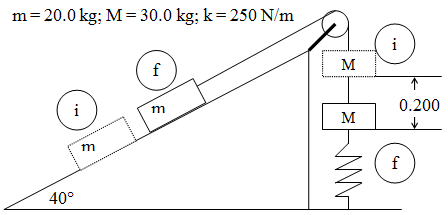 m = 20.0 kg; M = 30.0 kg; k = 250 N/m
i
f
M
i
m
0.200
M
m
f
40°